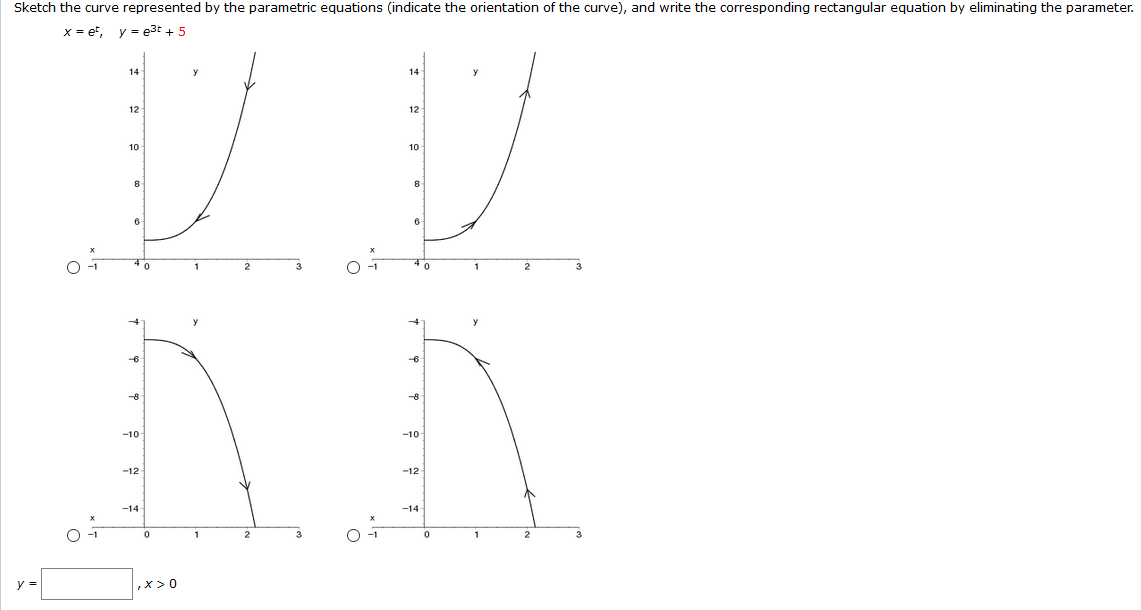 Sketch the curve represented by the parametric equations (indicate the orientation of the curve), and write the corresponding rectangular equation by eliminating the parameter.
x = eᵗ, y = e³ᵗ + 5
14 y 14 y
12 12
10 10
8 8
6 6
x x
-1 4 0 1 2 3 -1 4 0 1 2 3
-4 y -4 y
-6 -6
-8 -8
-10 -10
-12 -12
-14 -14
x x
-1 0 1 2 3 -1 0 1 2 3
y = , x > 0